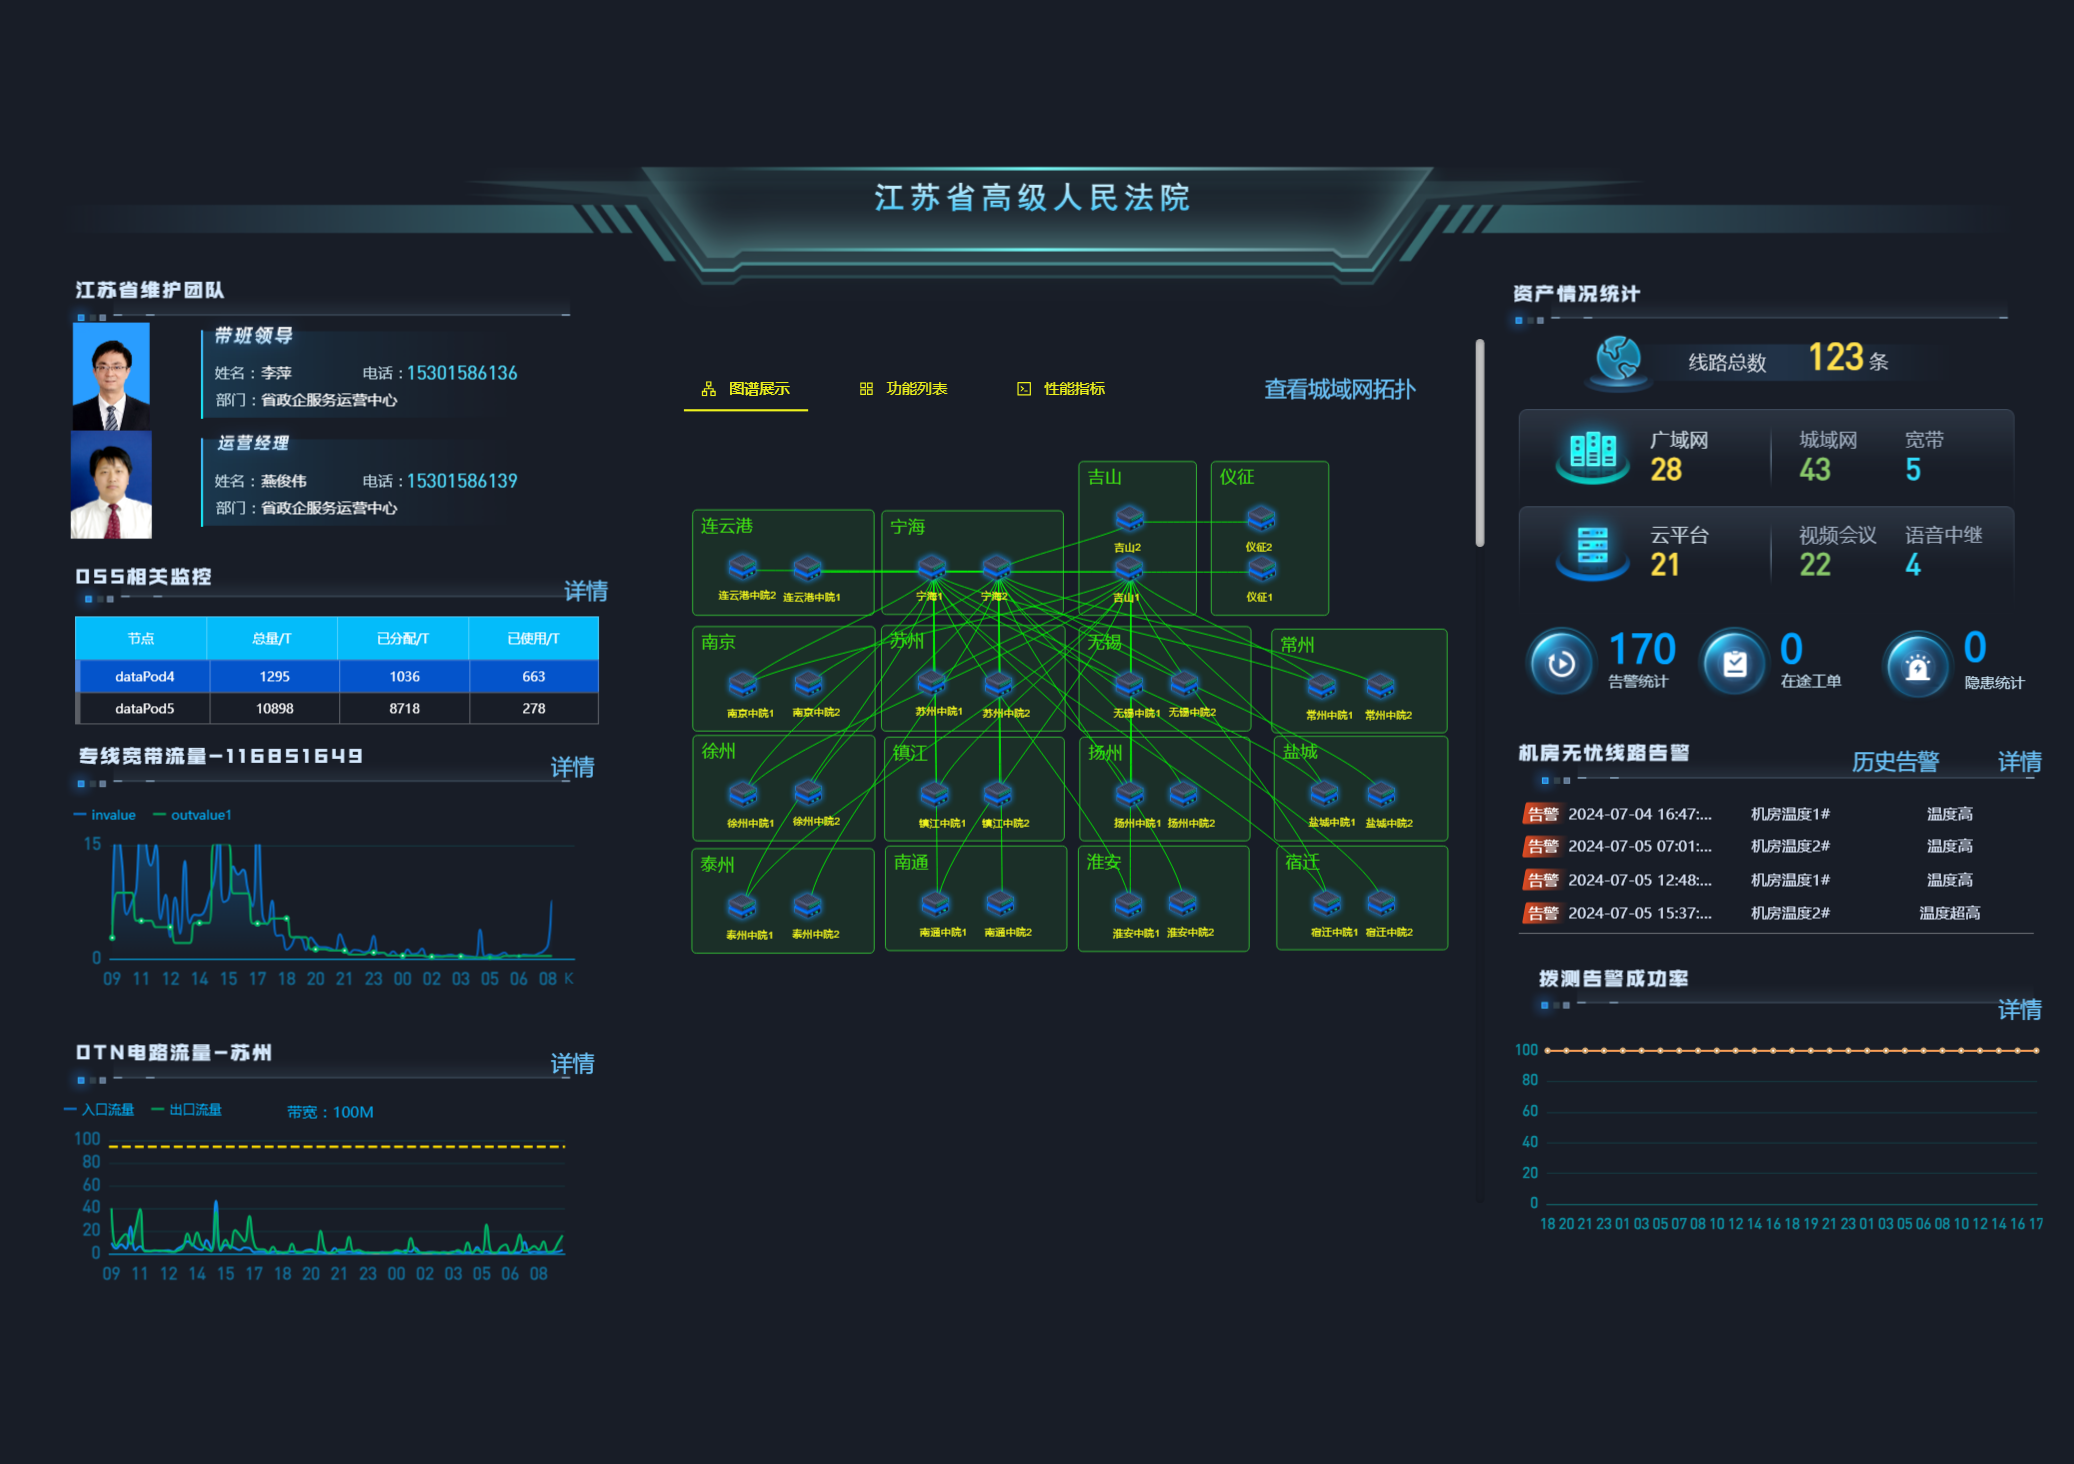 江苏省高级人民法院
江苏省维护团队
带班领导
姓名：李萍 电话：15301586136
部门：省政企服务运营中心
运营经理
姓名：燕俊伟 电话：15301586139
部门：省政企服务运营中心
OSS相关监控 详情
节点 总量/T 已分配/T 已使用/T
dataPod4 1295 1036 663
dataPod5 10898 8718 278
专线宽带流量-116851649 详情
invalue outvalue1
15
0
09 11 12 14 15 17 18 20 21 23 00 02 03 05 06 08 K
OTN电路流量-苏州 详情
入口流量 出口流量 带宽：100M
100
80
60
40
20
0
09 11 12 14 15 17 18 20 21 23 00 02 03 05 06 08
图谱展示 功能列表 性能指标 查看城域网拓扑
吉山 仪征
吉山2 仪征2
连云港 宁海
连云港中院2 连云港中院1 宁海1 宁海2 吉山1 仪征1
南京 苏州 无锡 常州
南京中院1 南京中院2 苏州中院1 苏州中院2 无锡中院1 无锡中院2 常州中院1 常州中院2
徐州 镇江 扬州 盐城
徐州中院1 徐州中院2 镇江中院1 镇江中院2 扬州中院1 扬州中院2 盐城中院1 盐城中院2
泰州 南通 淮安 宿迁
泰州中院1 泰州中院2 南通中院1 南通中院2 淮安中院1 淮安中院2 宿迁中院1 宿迁中院2
资产情况统计
线路总数 123 条
广域网 城域网 宽带
28 43 5
云平台 视频会议 语音中继
21 22 4
170 0 0
告警统计 在途工单 隐患统计
机房无忧线路告警 历史告警 详情
告警 2024-07-04 16:47:... 机房温度1# 温度高
告警 2024-07-05 07:01:... 机房温度2# 温度高
告警 2024-07-05 12:48:... 机房温度1# 温度高
告警 2024-07-05 15:37:... 机房温度2# 温度超高
拨测告警成功率
详情
100
80
60
40
20
0
18 20 21 23 01 03 05 07 08 10 12 14 16 18 19 21 23 01 03 05 06 08 10 12 14 16 17